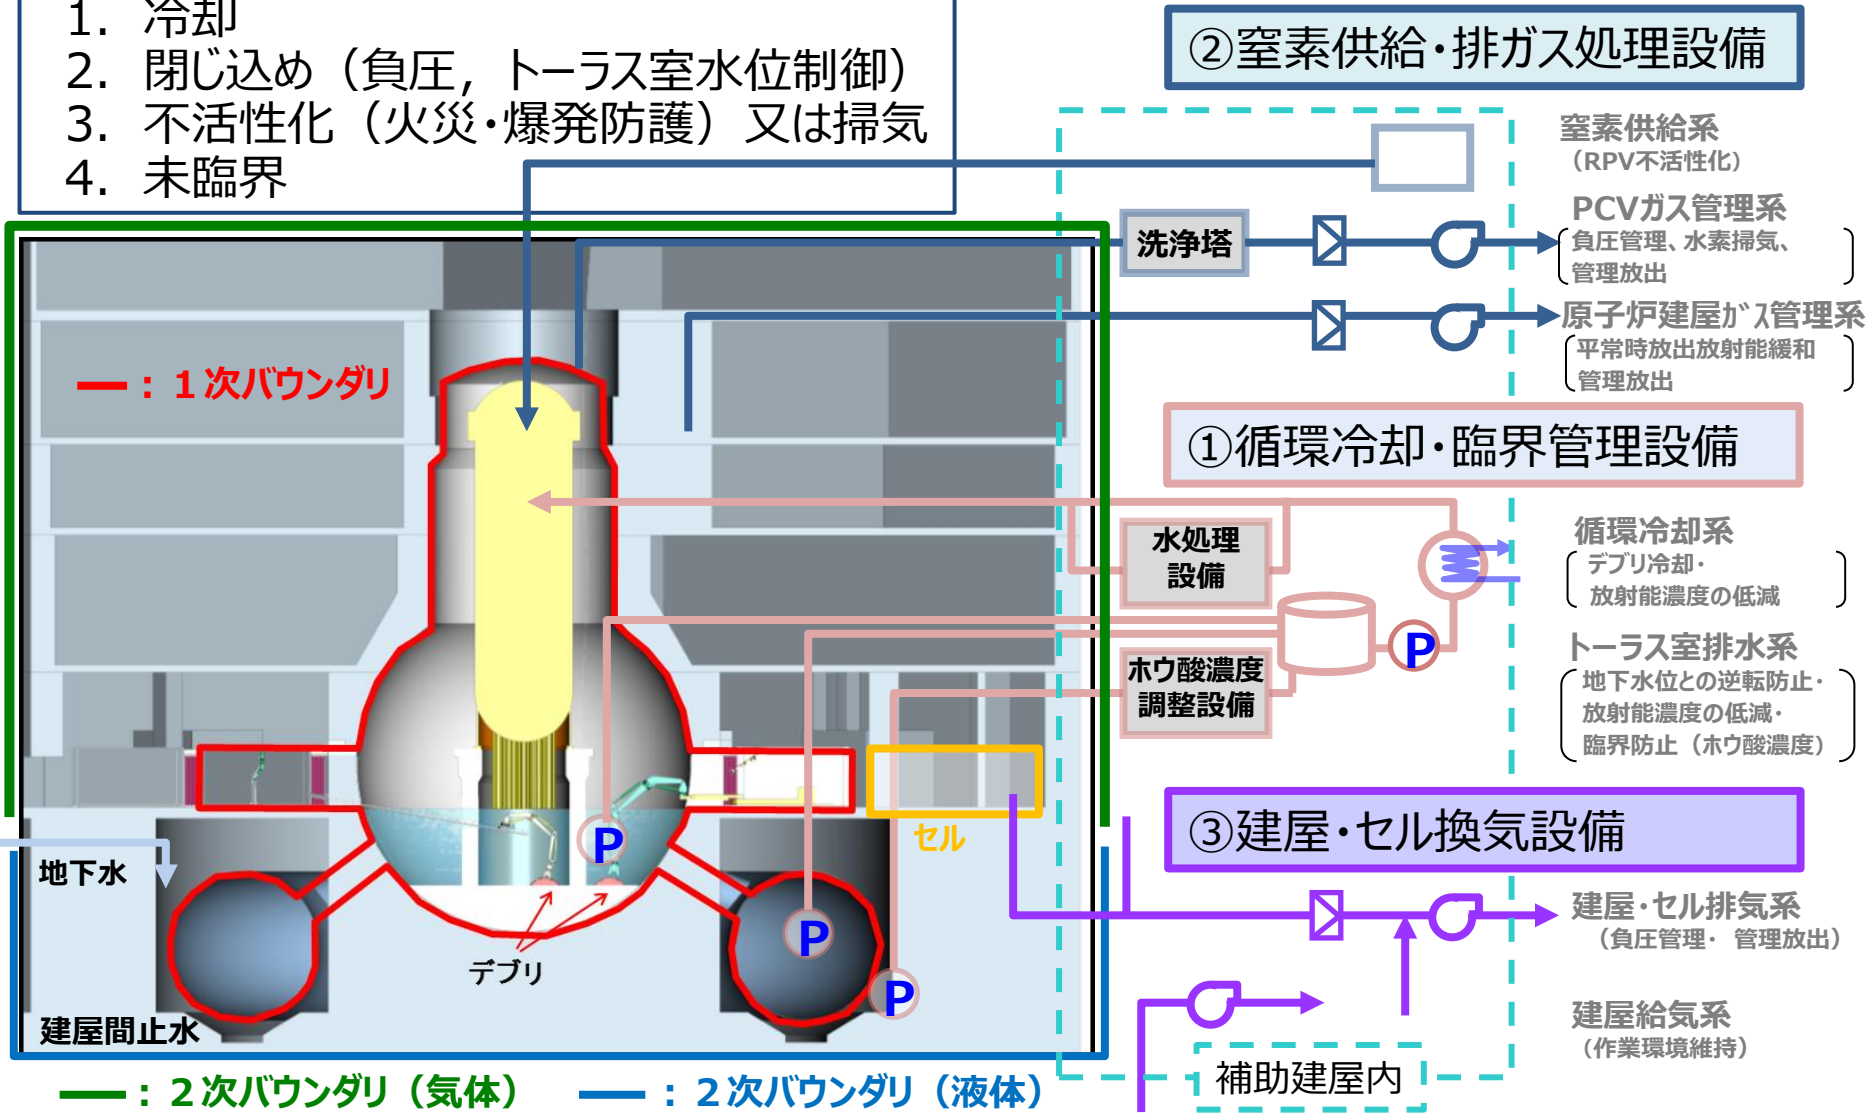 1. 冷却
2. 閉じ込め（負圧，トーラス室水位制御）
3. 不活性化（火災・爆発防護）又は掃気
4. 未臨界
②窒素供給・排ガス処理設備
窒素供給系
（RPV不活性化）
PCVガス管理系
負圧管理、水素掃気、
管理放出
洗浄塔
原子炉建屋ｶﾞｽ管理系
平常時放出放射能緩和
管理放出
━：１次バウンダリ
①循環冷却・臨界管理設備
水処理
設備
循環冷却系
デブリ冷却・
放射能濃度の低減
P
ホウ酸濃度
調整設備
トーラス室排水系
地下水位との逆転防止・
放射能濃度の低減・
臨界防止（ホウ酸濃度）
P
セル
地下水
③建屋・セル換気設備
P
デブリ
P
建屋・セル排気系
（負圧管理・ 管理放出）
建屋間止水
建屋給気系
（作業環境維持）
補助建屋内
━：２次バウンダリ（気体）
━：２次バウンダリ（液体）